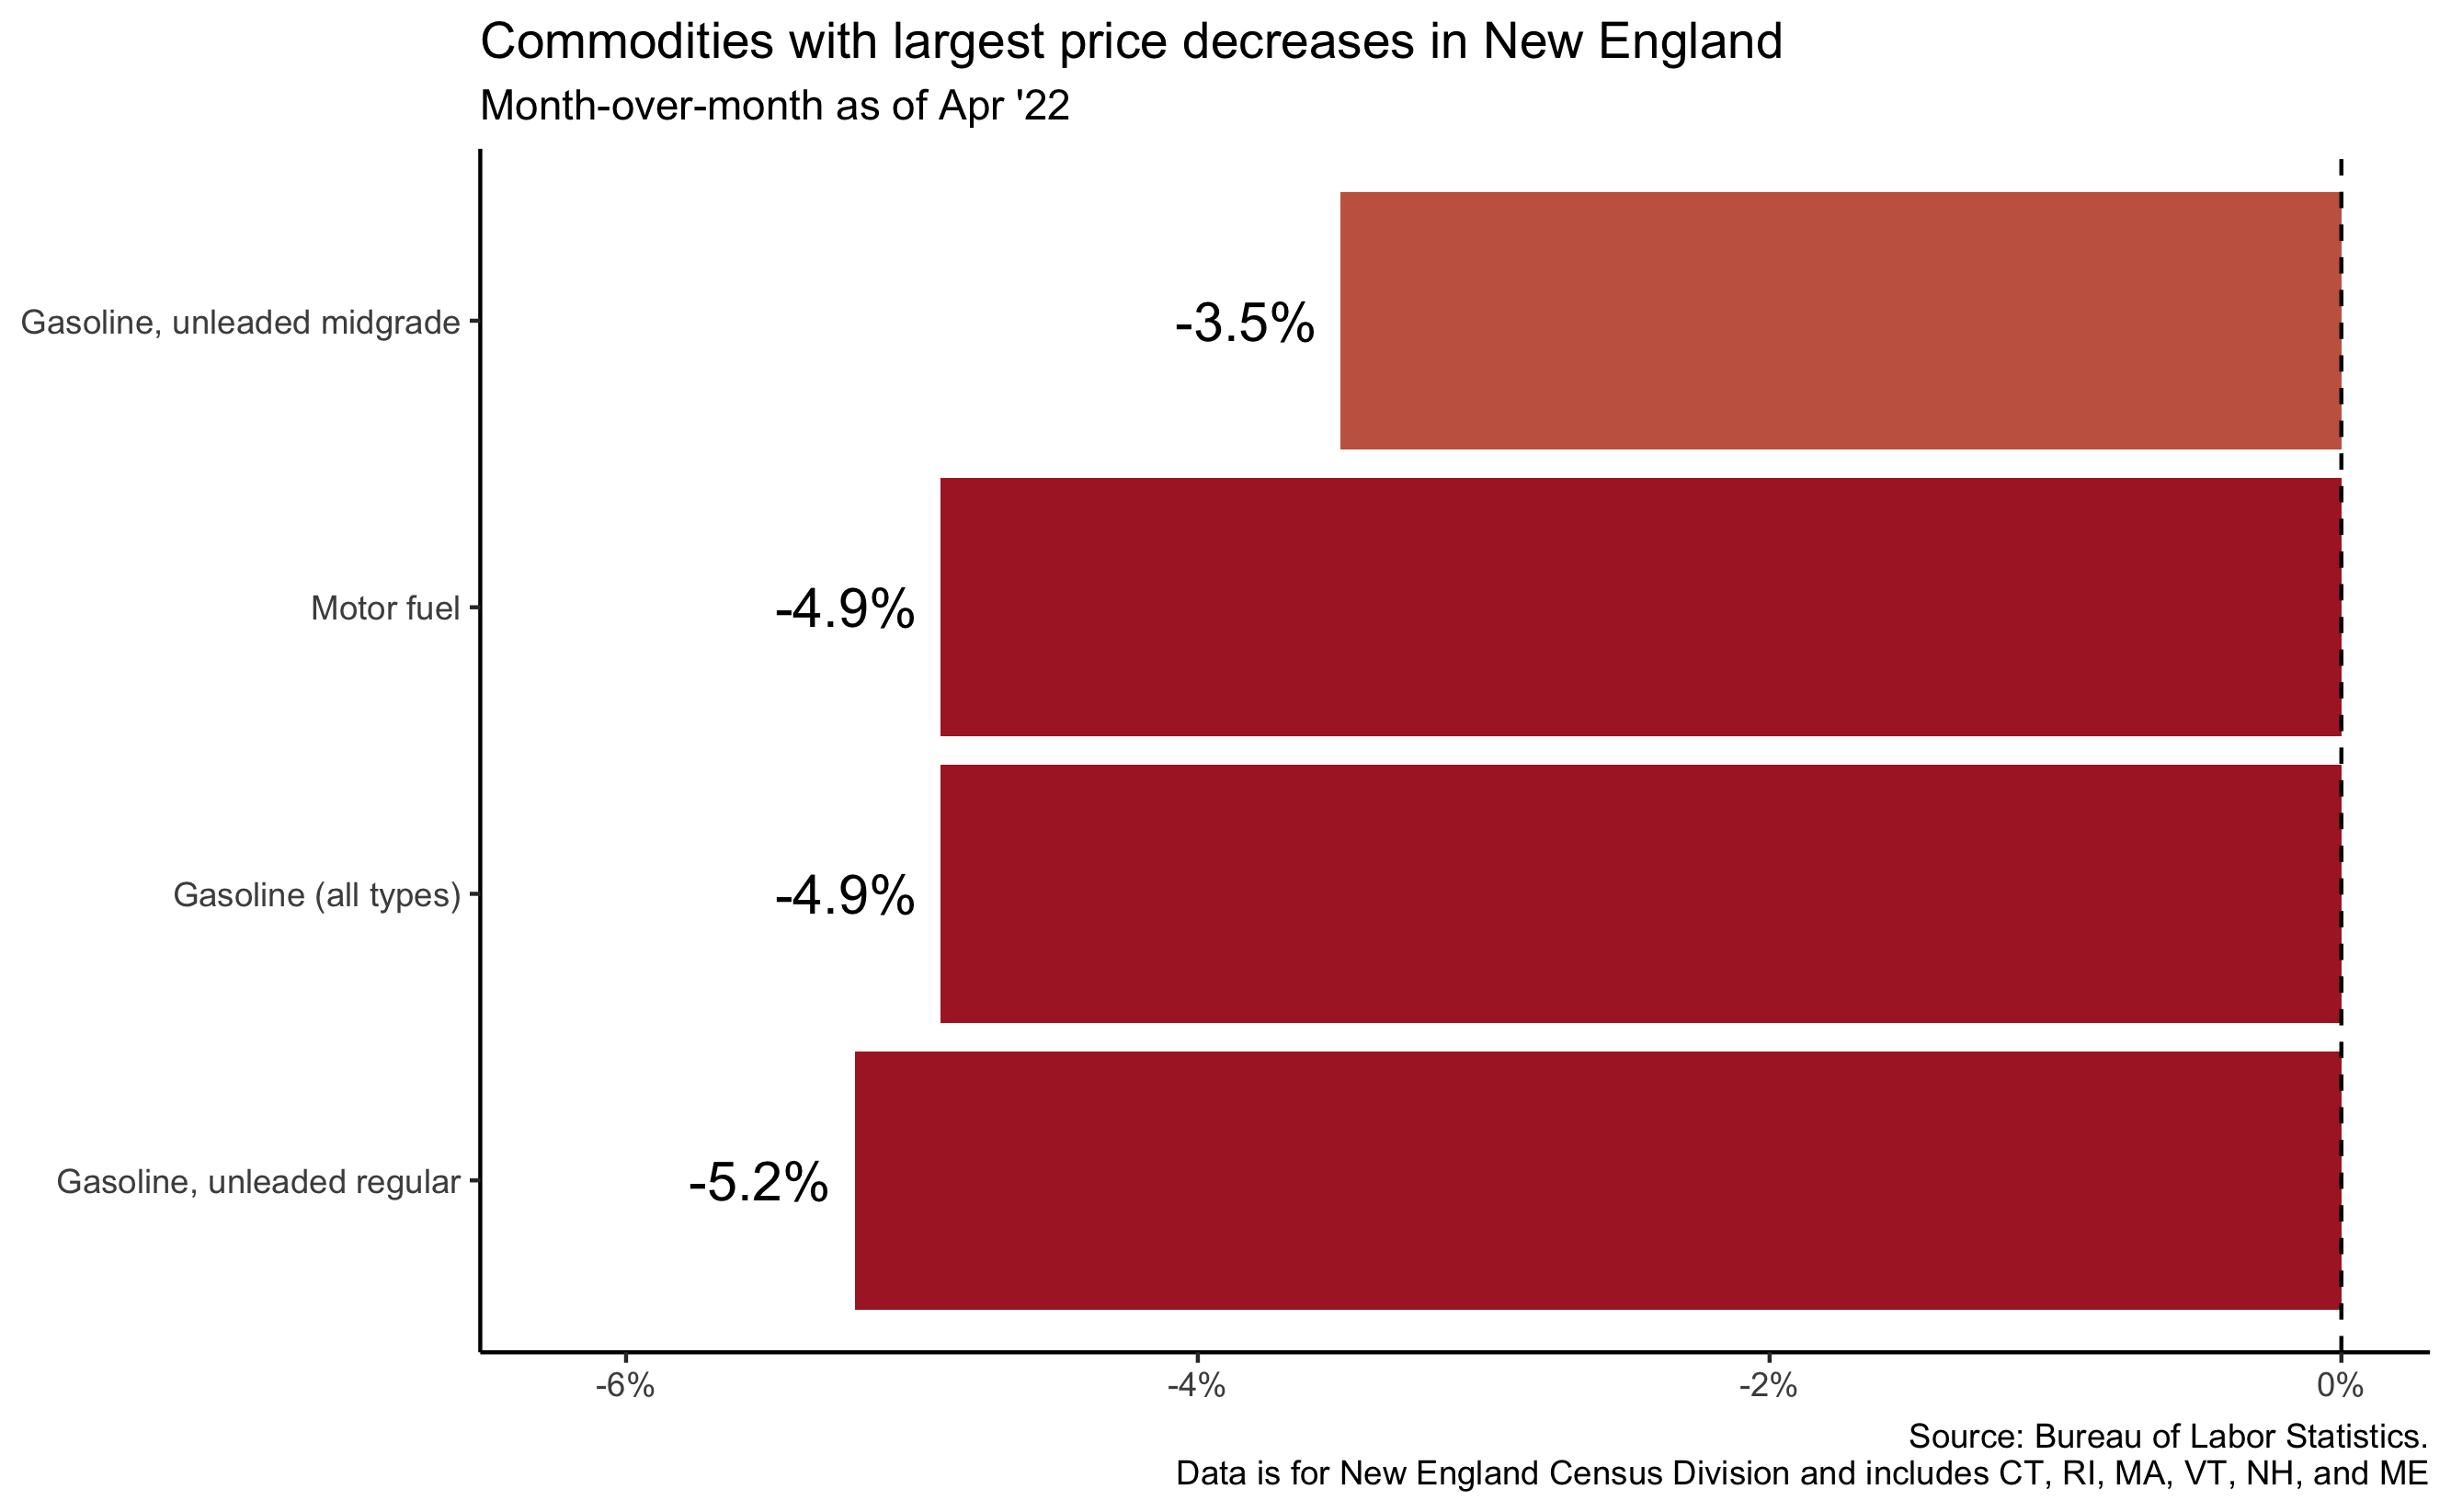 Commodities with largest price decreases in New England
Month-over-month as of Apr '22
Gasoline, unleaded midgrade
-3.5%
Motor fuel
-4.9%
Gasoline (all types)
-4.9%
Gasoline, unleaded regular
-5.2%
-6%
-4%
-2%
0%
Source: Bureau of Labor Statistics.
Data is for New England Census Division and includes CT, RI, MA, VT, NH, and ME